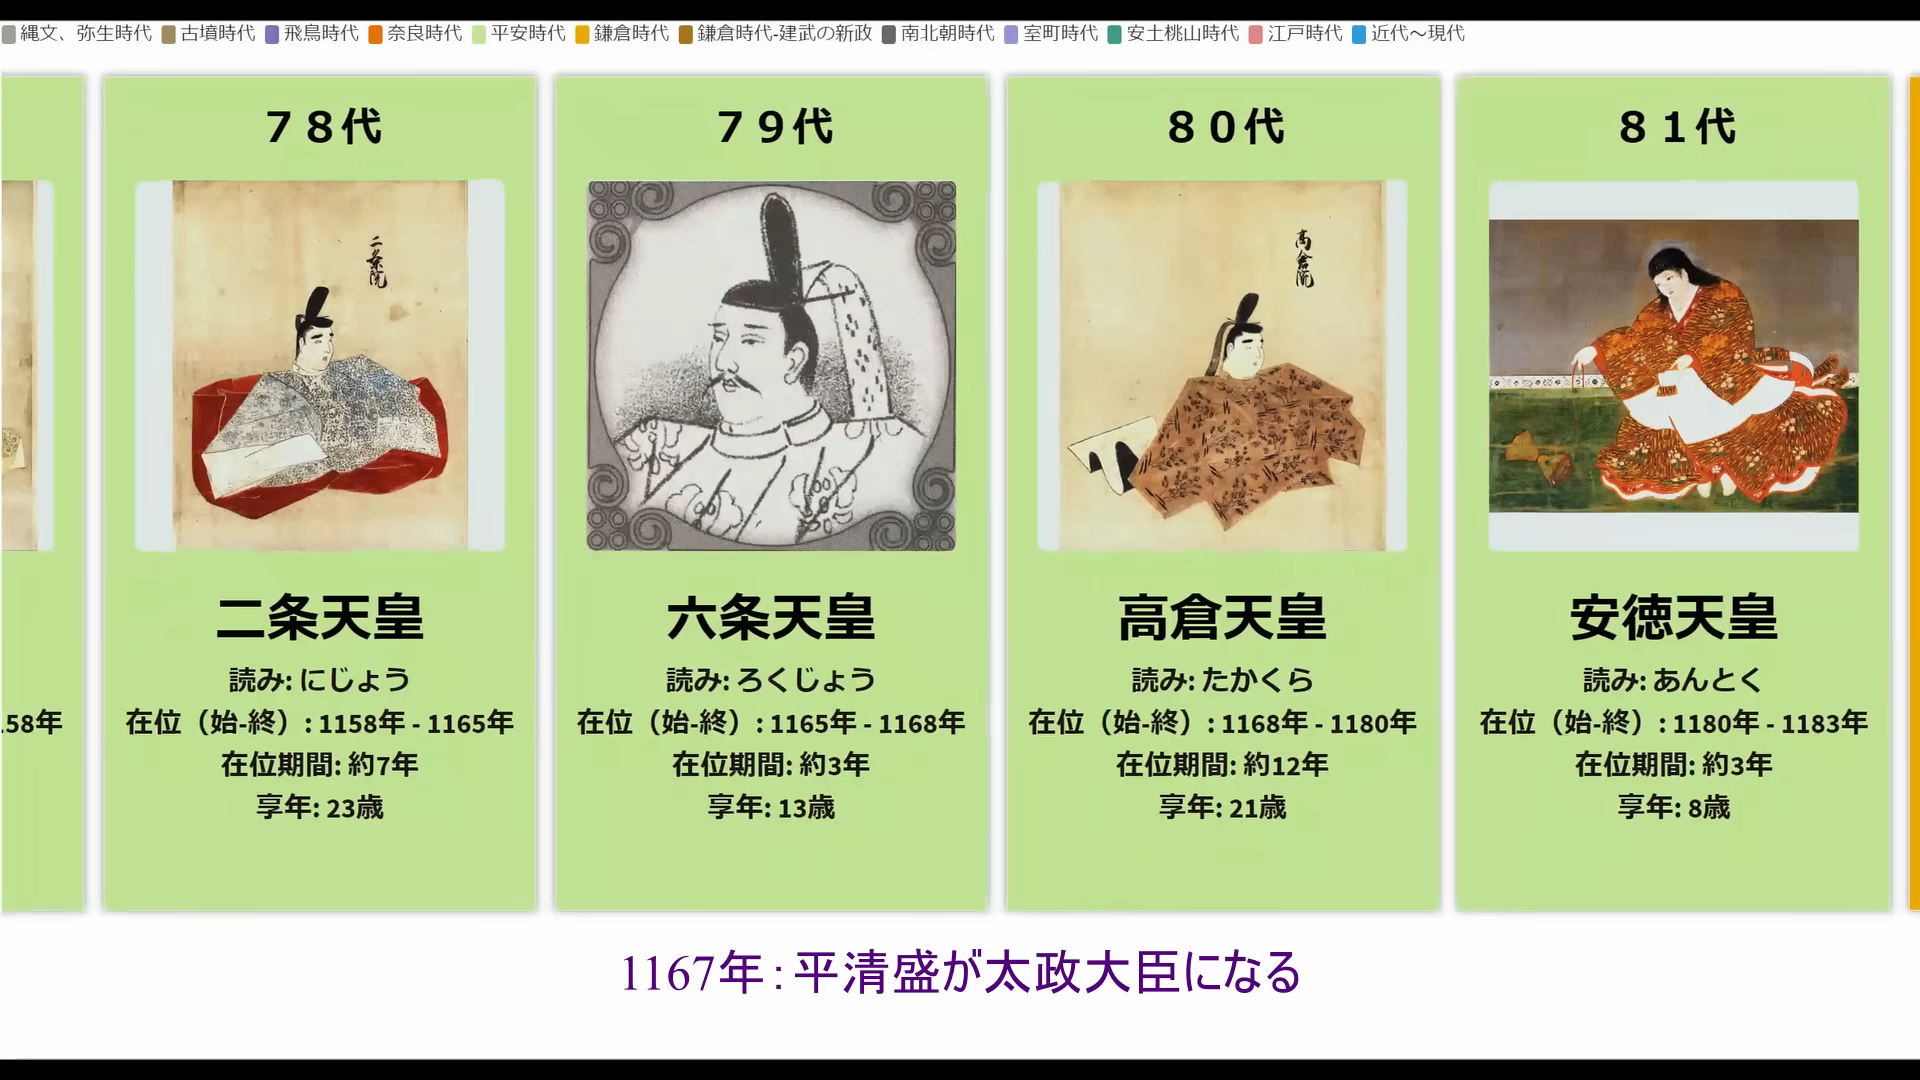 縄文、弥生時代 古墳時代 飛鳥時代 奈良時代 平安時代 鎌倉時代 鎌倉時代-建武の新政 南北朝時代 室町時代 安土桃山時代 江戸時代 近代～現代
７８代
二条院
二条天皇
読み: にじょう
在位（始-終）: 1158年 - 1165年
在位期間: 約7年
享年: 23歳
７９代
六条天皇
読み: ろくじょう
在位（始-終）: 1165年 - 1168年
在位期間: 約3年
享年: 13歳
８０代
高倉院
高倉天皇
読み: たかくら
在位（始-終）: 1168年 - 1180年
在位期間: 約12年
享年: 21歳
８１代
安徳天皇
読み: あんとく
在位（始-終）: 1180年 - 1183年
在位期間: 約3年
享年: 8歳
58年
1167年：平清盛が太政大臣になる